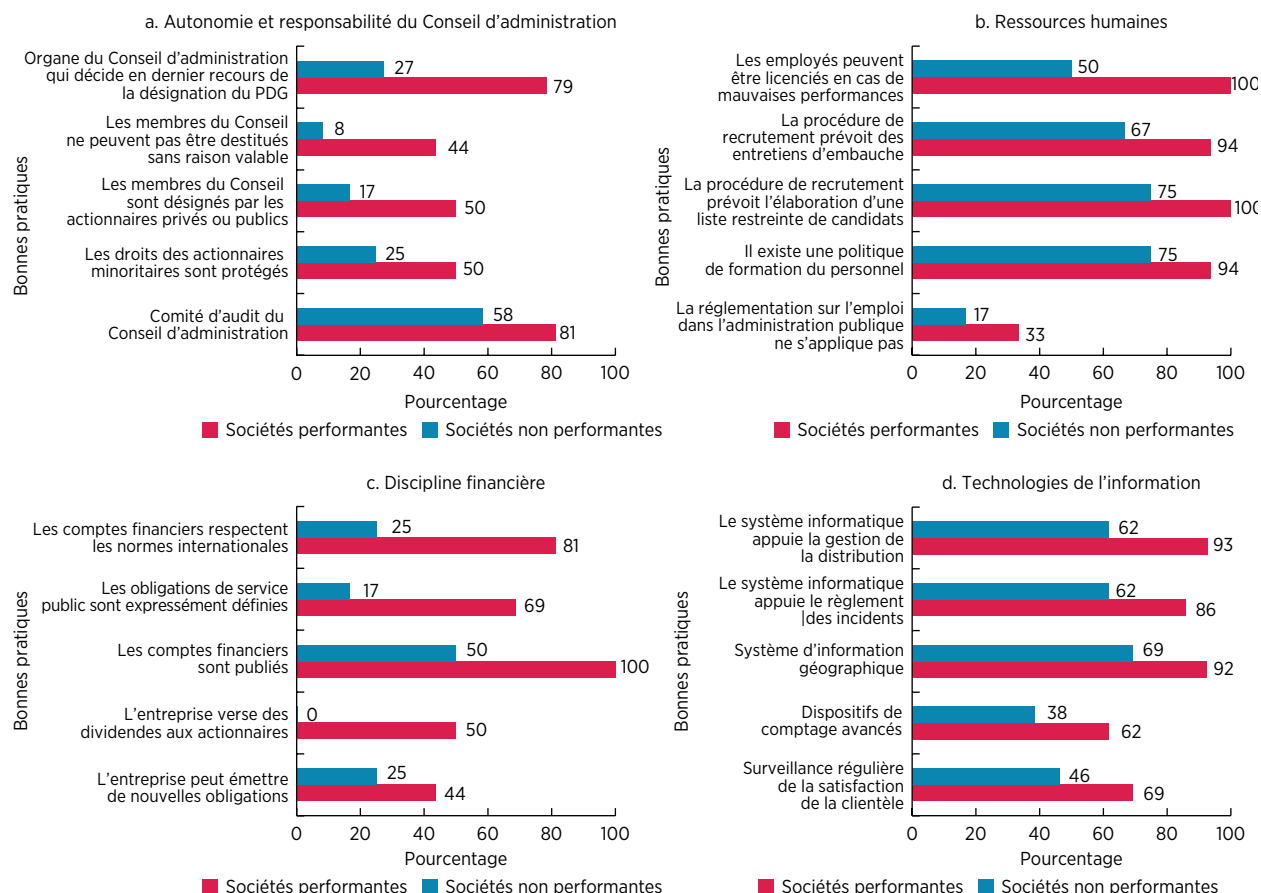 a. Autonomie et responsabilité du Conseil d'administration
Bonnes pratiques
Organe du Conseil d'administration
qui décide en dernier recours de
la désignation du PDG
27
79
Les membres du Conseil
ne peuvent pas être destitués
sans raison valable
8
44
Les membres du Conseil
sont désignés par les
actionnaires privés ou publics
17
50
Les droits des actionnaires
minoritaires sont protégés
25
50
Comité d'audit du
Conseil d'administration
58
81
0 20 40 60 80 100
Pourcentage
Sociétés performantes Sociétés non performantes
b. Ressources humaines
Bonnes pratiques
Les employés peuvent
être licenciés en cas de
mauvaises performances
50
100
La procédure de
recrutement prévoit des
entretiens d'embauche
67
94
La procédure de recrutement
prévoit l'élaboration d'une
liste restreinte de candidats
75
100
Il existe une politique
de formation du personnel
75
94
La réglementation sur l'emploi
dans l'administration publique
ne s'applique pas
17
33
0 20 40 60 80 100
Pourcentage
Sociétés performantes Sociétés non performantes
c. Discipline financière
Bonnes pratiques
Les comptes financiers respectent
les normes internationales
25
81
Les obligations de service
public sont expressément définies
17
69
Les comptes financiers
sont publiés
50
100
L'entreprise verse des
dividendes aux actionnaires
0
50
L'entreprise peut émettre
de nouvelles obligations
25
44
0 20 40 60 80 100
Pourcentage
Sociétés performantes Sociétés non performantes
d. Technologies de l'information
Bonnes pratiques
Le système informatique
appuie la gestion de
la distribution
62
93
Le système informatique
appuie le règlement
|des incidents
62
86
Système d'information
géographique
69
92
Dispositifs de
comptage avancés
38
62
Surveillance régulière
de la satisfaction
de la clientèle
46
69
0 20 40 60 80 100
Pourcentage
Sociétés performantes Sociétés non performantes